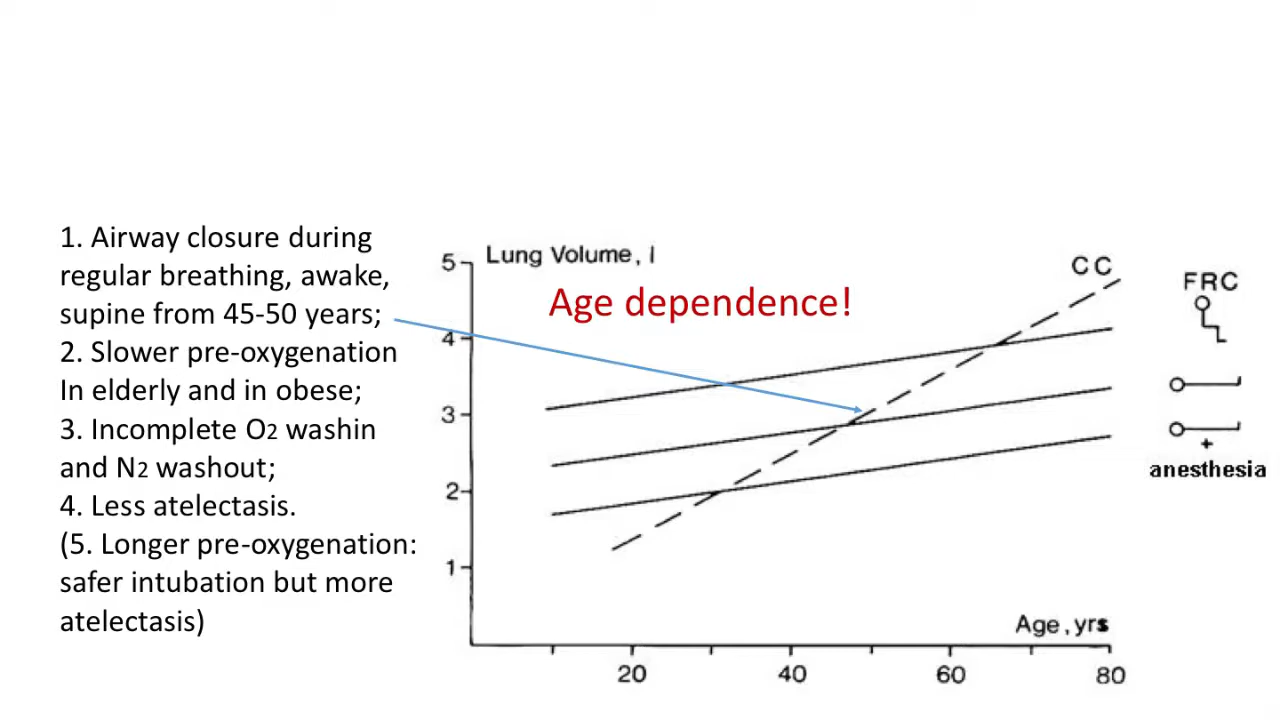 1. Airway closure during
regular breathing, awake,
supine from 45-50 years;
2. Slower pre-oxygenation
In elderly and in obese;
3. Incomplete O2 washin
and N2 washout;
4. Less atelectasis.
(5. Longer pre-oxygenation:
safer intubation but more
atelectasis)
Lung Volume, l
Age dependence!
CC
FRC
+
anesthesia
5
4
3
2
1
Age, yrs
20 40 60 80